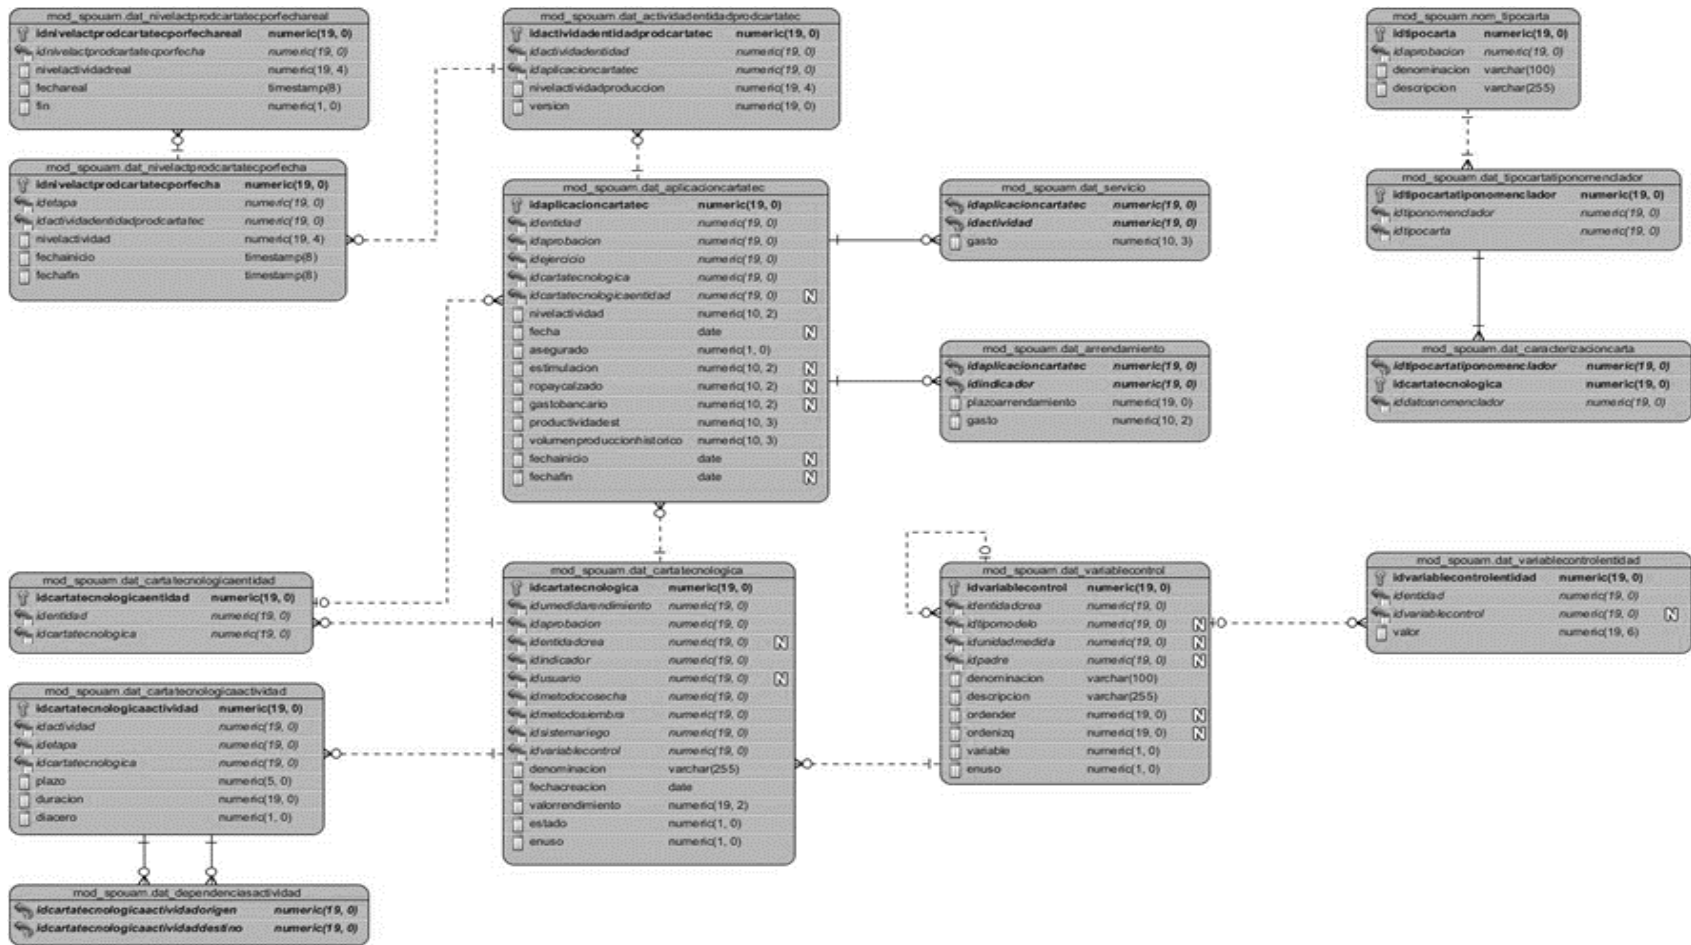 mod_spouam.dat_nivelactprodcartatecporfechareal
idnivelactprodcartatecporfechareal numeric(19, 0)
idnivelactprodcartatecporfecha numeric(19, 0)
nivelactividadreal numeric(19, 4)
fechareal timestamp(8)
fin numeric(1, 0)
mod_spouam.dat_actividadentidadprodcartatec
idactividadentidadprodcartatec numeric(19, 0)
idactividadentidad numeric(19, 0)
idaplicacioncartatec numeric(19, 0)
nivelactividadproduccion numeric(19, 4)
version numeric(19, 0)
mod_spouam.nom_tipocarta
idtipocarta numeric(19, 0)
idaprobacion numeric(19, 0)
denominacion varchar(100)
descripcion varchar(255)
mod_spouam.dat_nivelactprodcartatecporfecha
idnivelactprodcartatecporfecha numeric(19, 0)
idetapa numeric(19, 0)
idactividadentidadprodcartatec numeric(19, 0)
nivelactividad numeric(19, 4)
fechainicio timestamp(8)
fechafin timestamp(8)
mod_spouam.dat_aplicacioncartatec
idaplicacioncartatec numeric(19, 0)
identidad numeric(19, 0)
idaprobacion numeric(19, 0)
idejercicio numeric(19, 0)
idcartatecnologica numeric(19, 0)
idcartatecnologicaentidad numeric(19, 0) N
nivelactividad numeric(10, 2)
fecha date N
asegurado numeric(1, 0)
estimulacion numeric(10, 2) N
ropaycalzado numeric(10, 2) N
gastobancario numeric(10, 2) N
productividadest numeric(10, 3)
volumenproduccionhistorico numeric(10, 3)
fechainicio date N
fechafin date N
mod_spouam.dat_servicio
idaplicacioncartatec numeric(19, 0)
idactividad numeric(19, 0)
gasto numeric(10, 3)
mod_spouam.dat_tipocartatiponomenclador
idtipocartatiponomenclador numeric(19, 0)
idtiponomenclador numeric(19, 0)
idtipocarta numeric(19, 0)
mod_spouam.dat_arrendamiento
idaplicacioncartatec numeric(19, 0)
idindicador numeric(19, 0)
plazoarrendamiento numeric(19, 0)
gasto numeric(10, 2)
mod_spouam.dat_caracterizacioncarta
idtipocartatiponomenclador numeric(19, 0)
idcartatecnologica numeric(19, 0)
iddatosnomenclador numeric(19, 0)
mod_spouam.dat_cartatecnologicaentidad
idcartatecnologicaentidad numeric(19, 0)
identidad numeric(19, 0)
idcartatecnologica numeric(19, 0)
mod_spouam.dat_cartatecnologica
idcartatecnologica numeric(19, 0)
idumedidarendimiento numeric(19, 0)
idaprobacion numeric(19, 0)
identidadcrea numeric(19, 0) N
idindicador numeric(19, 0)
idusuario numeric(19, 0) N
idmetodocosecha numeric(19, 0)
idmetodosiembra numeric(19, 0)
idsistemariego numeric(19, 0)
idvariablecontrol numeric(19, 0)
denominacion varchar(255)
fechacreacion date
valorrendimiento numeric(19, 2)
estado numeric(1, 0)
enuso numeric(1, 0)
mod_spouam.dat_variablecontrol
idvariablecontrol numeric(19, 0)
identidadcrea numeric(19, 0)
idtipomodelo numeric(19, 0) N
idunidadmedida numeric(19, 0) N
idpadre numeric(19, 0) N
denominacion varchar(100)
descripcion varchar(255)
ordender numeric(19, 0) N
ordenizq numeric(19, 0) N
variable numeric(1, 0)
enuso numeric(1, 0)
mod_spouam.dat_variablecontrolentidad
idvariablecontrolentidad numeric(19, 0)
identidad numeric(19, 0)
idvariablecontrol numeric(19, 0) N
valor numeric(19, 6)
mod_spouam.dat_cartatecnologicaactividad
idcartatecnologicaactividad numeric(19, 0)
idactividad numeric(19, 0)
idetapa numeric(19, 0)
idcartatecnologica numeric(19, 0)
plazo numeric(5, 0)
duracion numeric(19, 0)
diacero numeric(1, 0)
mod_spouam.dat_dependenciasactividad
idcartatecnologicaactividadorigen numeric(19, 0)
idcartatecnologicaactividaddestino numeric(19, 0)